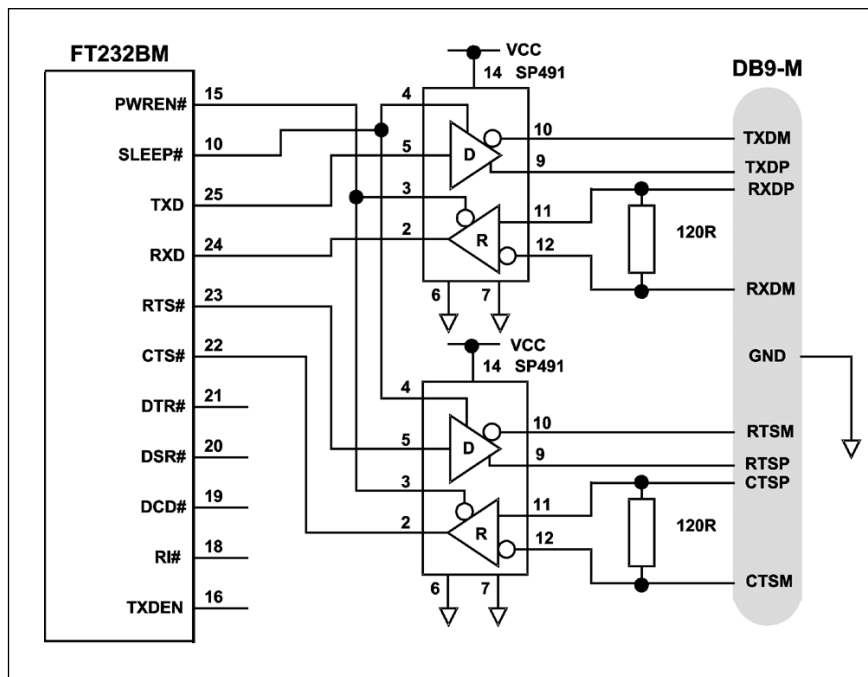 FT232BM
PWREN#
15
SLEEP#
10
TXD
25
RXD
24
RTS#
23
CTS#
22
DTR#
21
DSR#
20
DCD#
19
RI#
18
TXDEN
16
VCC
14 SP491
4
5
D
10
9
3
2
R
11
12
6
7
120R
VCC
14 SP491
4
5
D
10
9
3
2
R
11
12
6
7
120R
DB9-M
TXDM
TXDP
RXDP
RXDM
GND
RTSM
RTSP
CTSP
CTSM